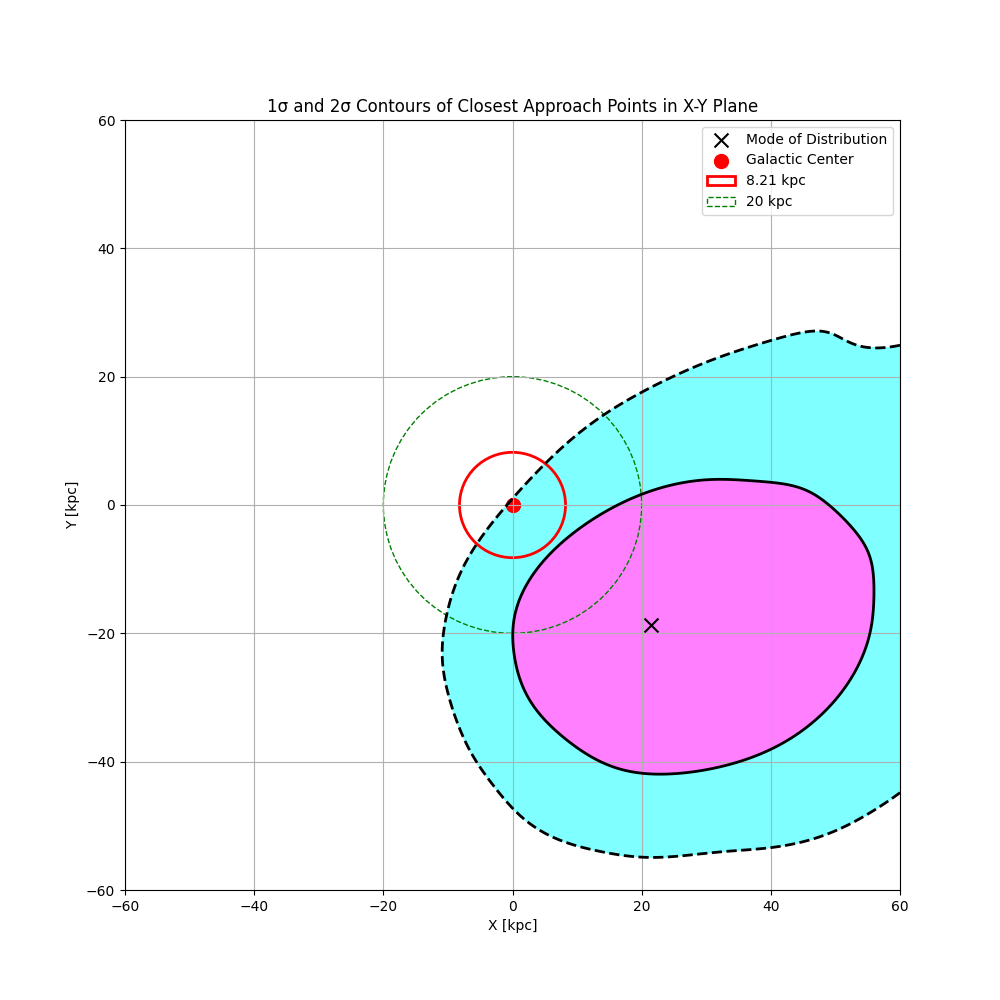 1σ and 2σ Contours of Closest Approach Points in X-Y Plane
60
40
20
0
−20
−40
−60
Y [kpc]
Mode of Distribution
Galactic Center
8.21 kpc
20 kpc
−60 −40 −20 0 20 40 60
X [kpc]